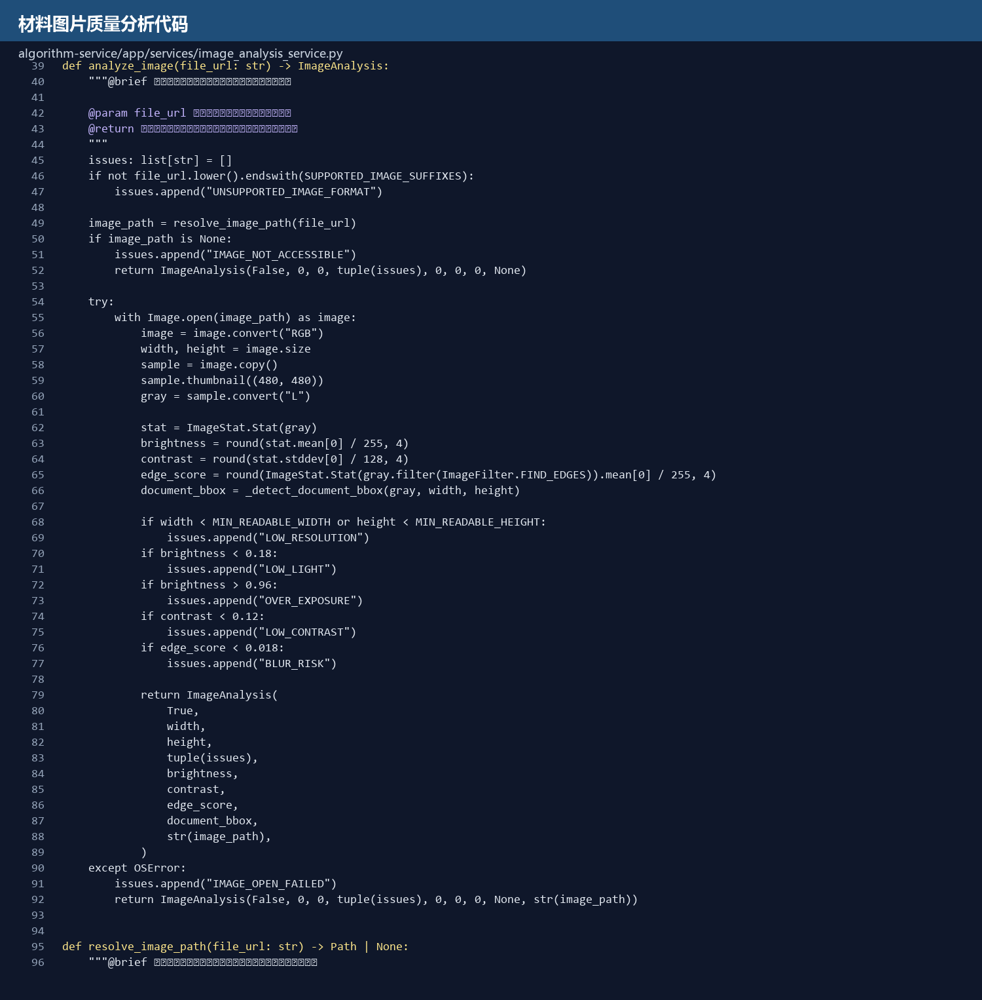 材料图片质量分析代码
algorithm-service/app/services/image_analysis_service.py
39 def analyze_image(file_url: str) -> ImageAnalysis:
40     """@brief
41
42     @param file_url
43     @return
44     """
45     issues: list[str] = []
46     if not file_url.lower().endswith(SUPPORTED_IMAGE_SUFFIXES):
47         issues.append("UNSUPPORTED_IMAGE_FORMAT")
48
49     image_path = resolve_image_path(file_url)
50     if image_path is None:
51         issues.append("IMAGE_NOT_ACCESSIBLE")
52         return ImageAnalysis(False, 0, 0, tuple(issues), 0, 0, 0, None)
53
54     try:
55         with Image.open(image_path) as image:
56             image = image.convert("RGB")
57             width, height = image.size
58             sample = image.copy()
59             sample.thumbnail((480, 480))
60             gray = sample.convert("L")
61
62             stat = ImageStat.Stat(gray)
63             brightness = round(stat.mean[0] / 255, 4)
64             contrast = round(stat.stddev[0] / 128, 4)
65             edge_score = round(ImageStat.Stat(gray.filter(ImageFilter.FIND_EDGES)).mean[0] / 255, 4)
66             document_bbox = _detect_document_bbox(gray, width, height)
67
68             if width < MIN_READABLE_WIDTH or height < MIN_READABLE_HEIGHT:
69                 issues.append("LOW_RESOLUTION")
70             if brightness < 0.18:
71                 issues.append("LOW_LIGHT")
72             if brightness > 0.96:
73                 issues.append("OVER_EXPOSURE")
74             if contrast < 0.12:
75                 issues.append("LOW_CONTRAST")
76             if edge_score < 0.018:
77                 issues.append("BLUR_RISK")
78
79             return ImageAnalysis(
80                 True,
81                 width,
82                 height,
83                 tuple(issues),
84                 brightness,
85                 contrast,
86                 edge_score,
87                 document_bbox,
88                 str(image_path),
89             )
90     except OSError:
91         issues.append("IMAGE_OPEN_FAILED")
92         return ImageAnalysis(False, 0, 0, tuple(issues), 0, 0, 0, None, str(image_path))
93
94
95 def resolve_image_path(file_url: str) -> Path | None:
96     """@brief